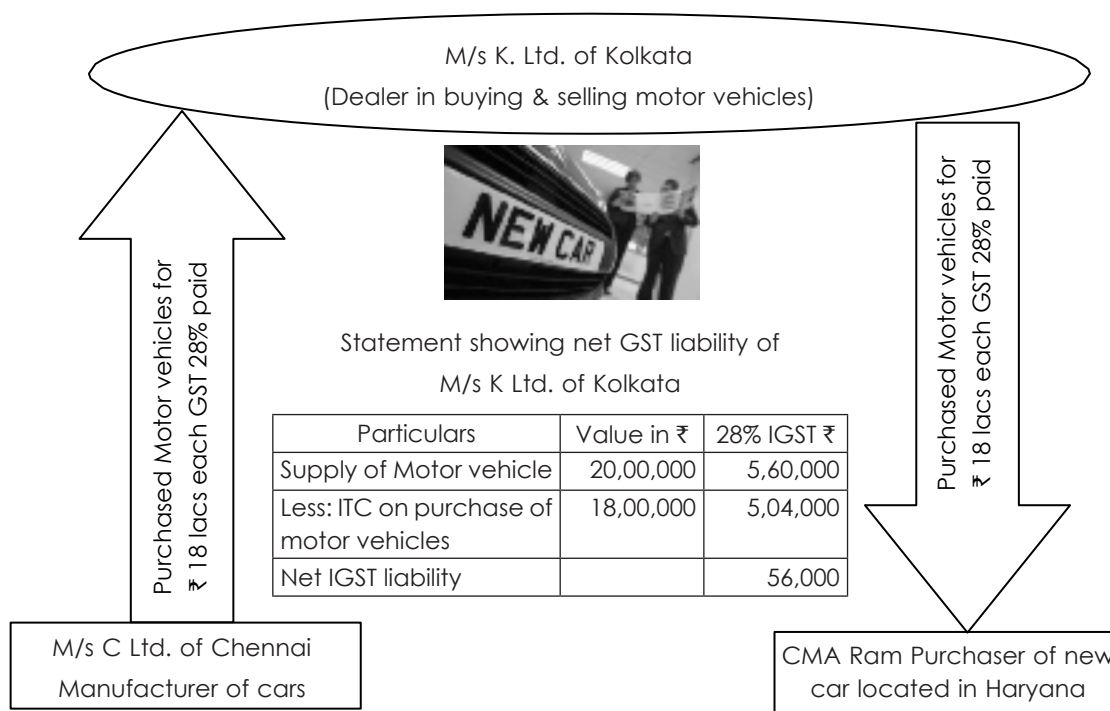 M/s K. Ltd. of Kolkata
(Dealer in buying & selling motor vehicles)
NEW CAR
Purchased Motor vehicles for
₹ 18 lacs each GST 28% paid
Statement showing net GST liability of
M/s K Ltd. of Kolkata
Particulars Value in ₹ 28% IGST ₹
Supply of Motor vehicle 20,00,000 5,60,000
Less: ITC on purchase of 18,00,000 5,04,000
motor vehicles
Net IGST liability 56,000
Purchased Motor vehicles for
₹ 18 lacs each GST 28% paid
M/s C Ltd. of Chennai
Manufacturer of cars
CMA Ram Purchaser of new
car located in Haryana